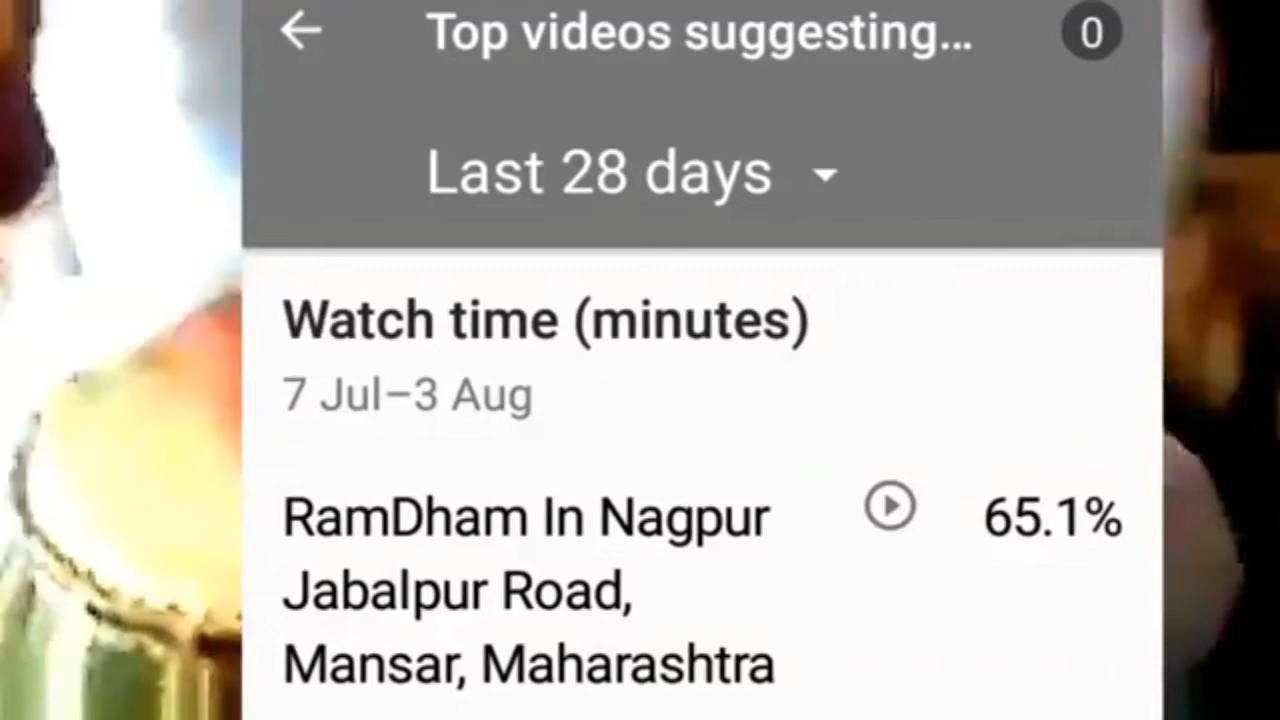 Top videos suggesting...
0
Last 28 days
Watch time (minutes)
7 Jul–3 Aug
RamDham In Nagpur
65.1%
Jabalpur Road,
Mansar, Maharashtra